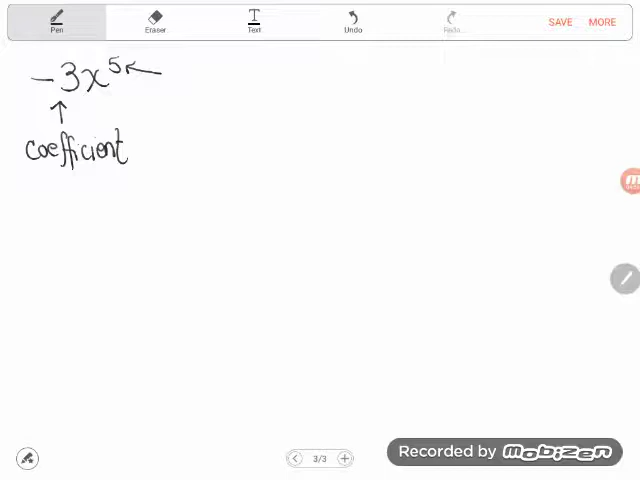 Pen Eraser Text Undo Redo... SAVE MORE
-3x⁵
coefficient
3/3
Recorded by mobizen